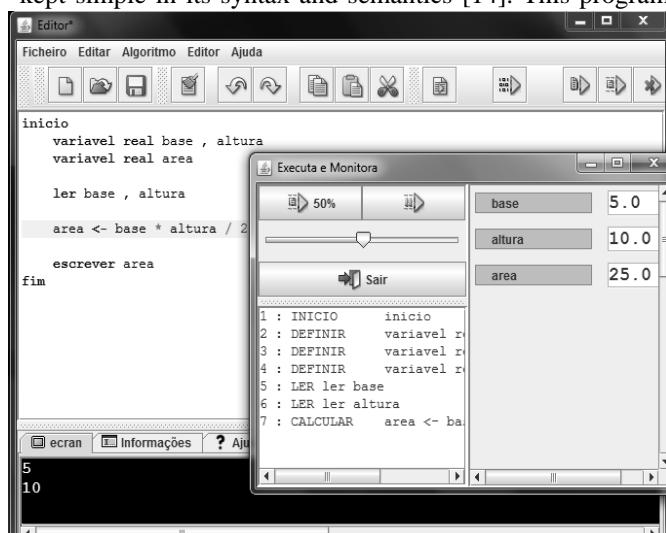 kept simple in its syntax and semantics [14]. This program
Editor*
Ficheiro Editar Algoritmo Editor Ajuda
inicio
variavel real base , altura
variavel real area
ler base , altura
area <- base * altura / 2
escrever area
fim
Executa e Monitora
50%
Sair
1 : INICIO inicio
2 : DEFINIR variavel re
3 : DEFINIR variavel re
4 : DEFINIR variavel re
5 : LER ler base
6 : LER ler altura
7 : CALCULAR area <- ba
base 5.0
altura 10.0
area 25.0
ecran Informações ? Aju
5
10